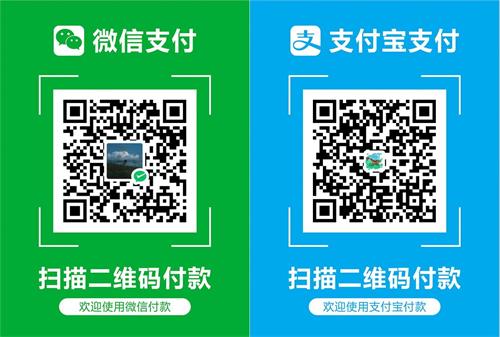 微信支付
扫描二维码付款
欢迎使用微信付款
支 支付宝支付
扫描二维码付款
欢迎使用支付宝付款